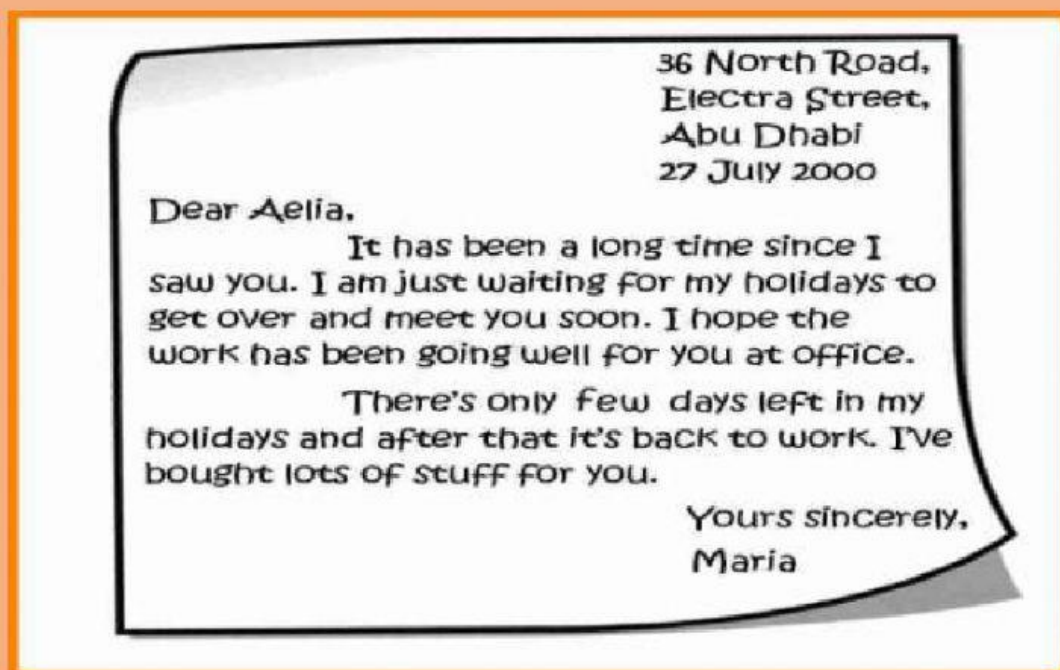 36 North Road,
Electra Street,
Abu Dhabi
27 July 2000
Dear Aelia,
It has been a long time since I
saw you. I am just waiting for my holidays to
get over and meet you soon. I hope the
work has been going well for you at office.
There's only few days left in my
holidays and after that it's back to work. I've
bought lots of stuff for you.
Yours sincerely,
Maria